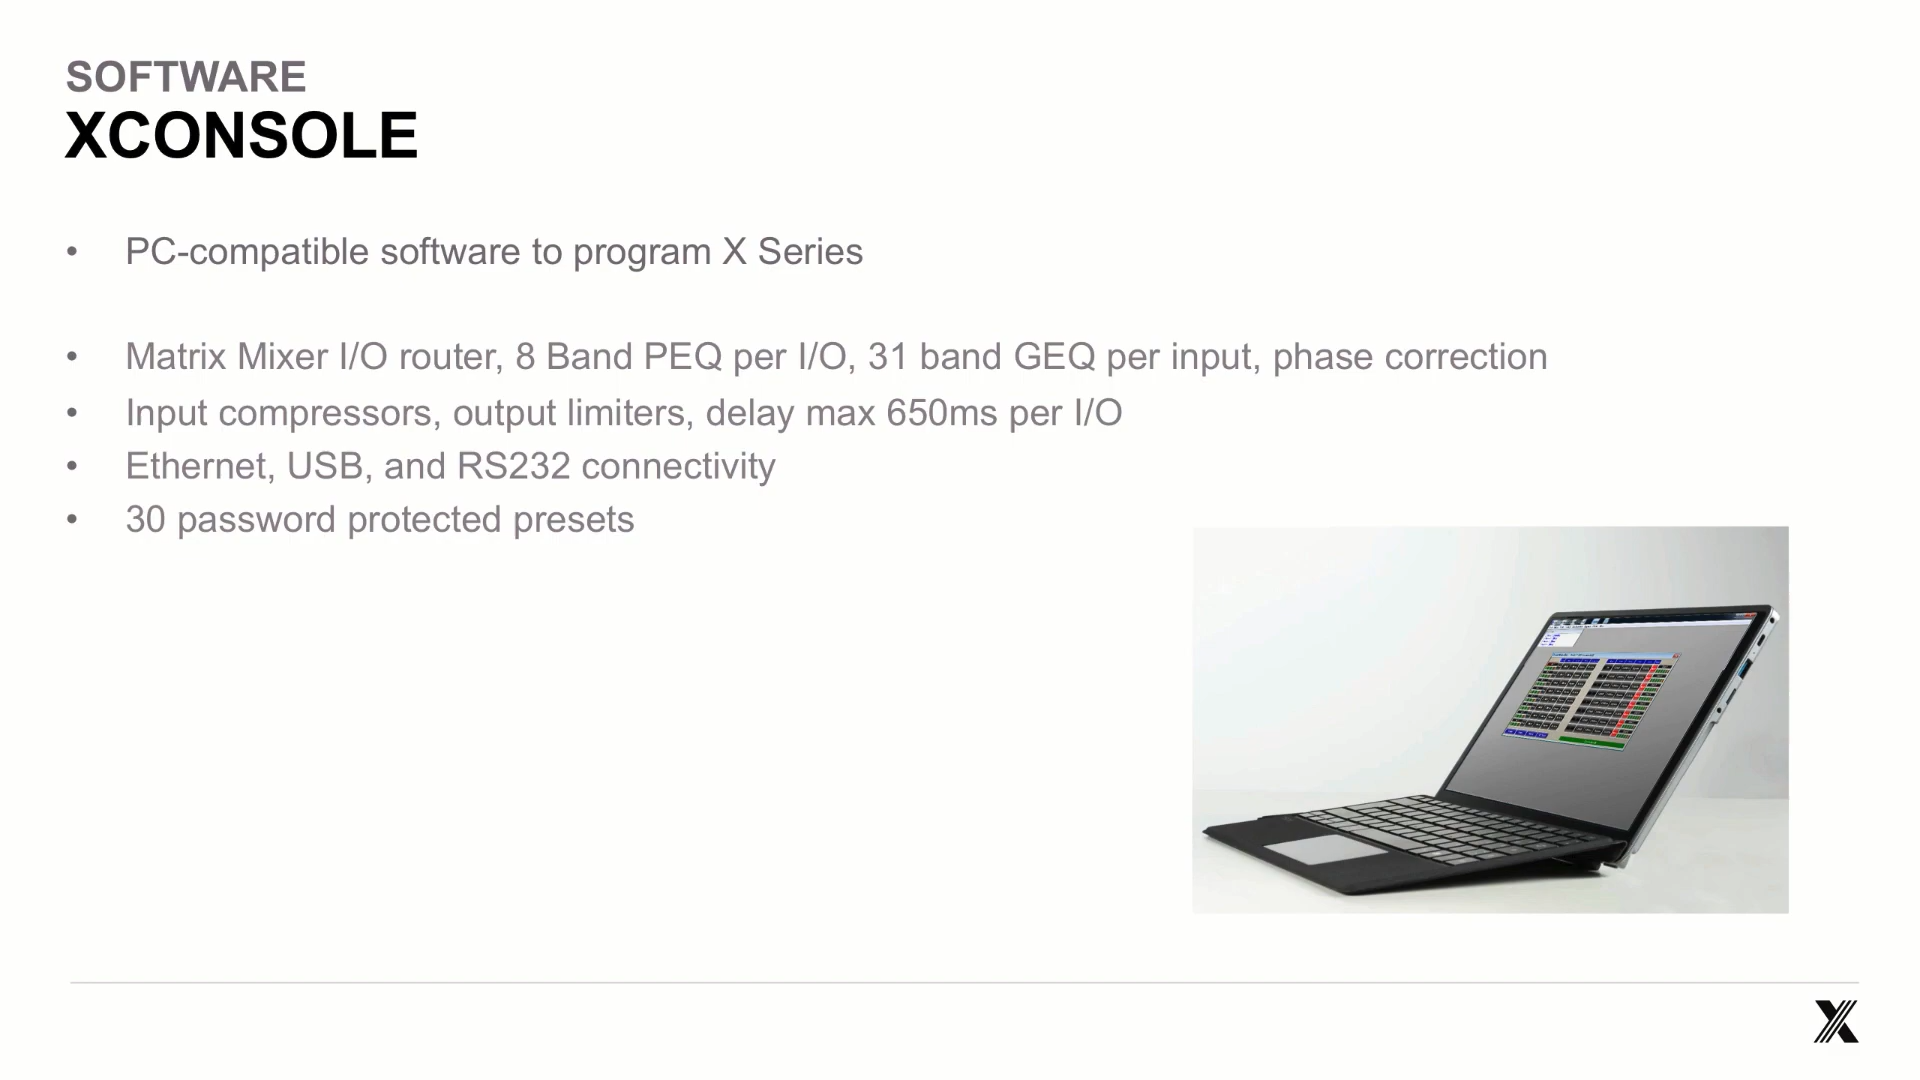 SOFTWARE
XCONSOLE
• PC-compatible software to program X Series
• Matrix Mixer I/O router, 8 Band PEQ per I/O, 31 band GEQ per input, phase correction
• Input compressors, output limiters, delay max 650ms per I/O
• Ethernet, USB, and RS232 connectivity
• 30 password protected presets
X